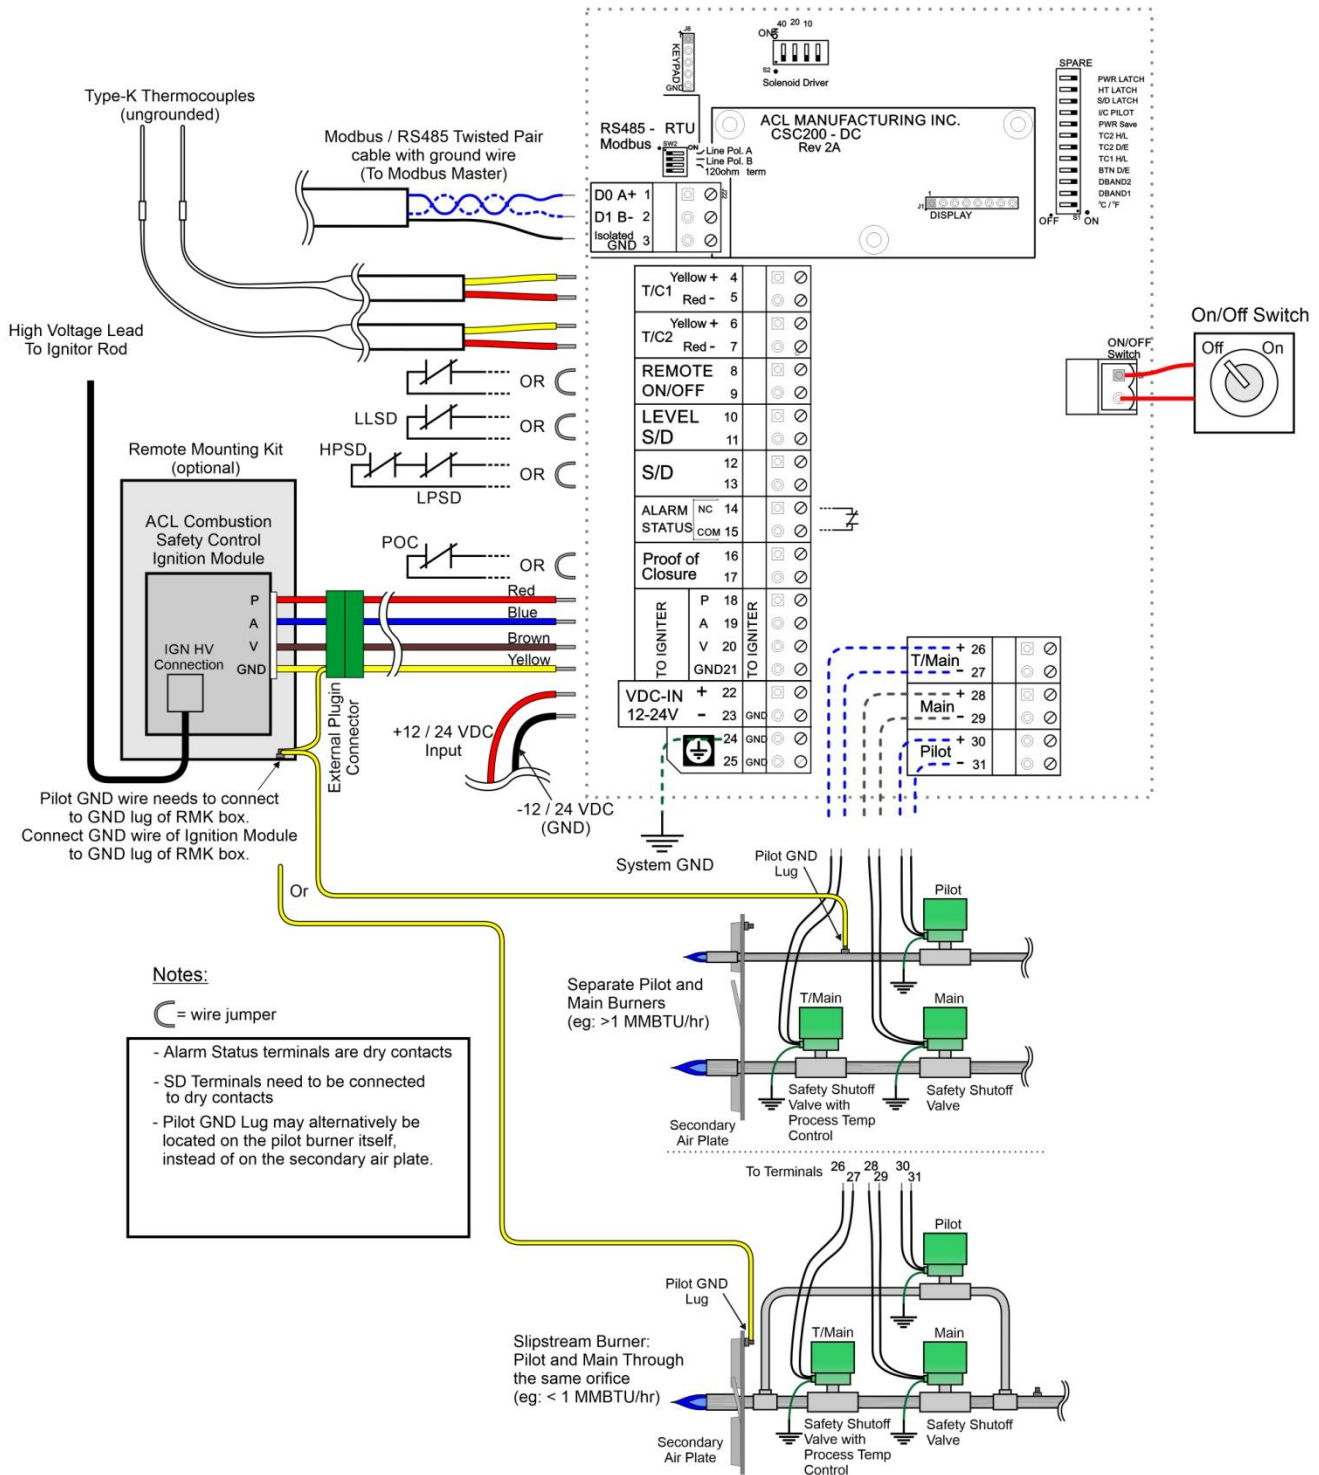 J8
1
KEYPAD
GND
ON
40 20 10
S2
Solenoid Driver
SPARE
PWR LATCH
HT LATCH
S/D LATCH
I/C PILOT
PWR Save
TC2 H/L
TC2 D/E
TC1 H/L
BTN D/E
DBAND2
DBAND1
°C / °F
OFF
S1
ON
Type-K Thermocouples
(ungrounded)
Modbus / RS485 Twisted Pair
cable with ground wire
(To Modbus Master)
RS485 - RTU
Modbus
SW2
ON
Line Pol. A
Line Pol. B
120ohm term
ACL MANUFACTURING INC.
CSC200 - DC
Rev 2A
1
J1
DISPLAY
D0 A+ 1
J22
D1 B- 2
Isolated
GND 3
T/C1
Yellow + 4
Red - 5
T/C2
Yellow + 6
Red - 7
REMOTE
ON/OFF
8
9
LEVEL
S/D
10
11
S/D
12
13
ALARM
STATUS
NC 14
COM 15
Proof of
Closure
16
17
TO IGNITER
P 18
A 19
V 20
GND21
TO IGNITER
VDC-IN
12-24V
+ 22
- 23 GND
24 GND
25 GND
High Voltage Lead
To Ignitor Rod
OR
LLSD
OR
HPSD
LPSD
OR
POC
OR
On/Off Switch
Off
On
ON/OFF
Switch
Remote Mounting Kit
(optional)
ACL Combustion
Safety Control
Ignition Module
P
A
V
GND
IGN HV
Connection
Red
Blue
Brown
Yellow
External Plugin
Connector
+12 / 24 VDC
Input
-12 / 24 VDC
(GND)
System GND
T/Main
+ 26
- 27
Main
+ 28
- 29
Pilot
+ 30
- 31
Pilot GND wire needs to connect
to GND lug of RMK box.
Connect GND wire of Ignition Module
to GND lug of RMK box.
Or
Pilot GND
Lug
Pilot
Separate Pilot and
Main Burners
(eg: >1 MMBTU/hr)
T/Main
Main
Safety Shutoff
Valve with
Process Temp
Control
Safety Shutoff
Valve
Secondary
Air Plate
Notes:
= wire jumper
- Alarm Status terminals are dry contacts
- SD Terminals need to be connected
to dry contacts
- Pilot GND Lug may alternatively be
located on the pilot burner itself,
instead of on the secondary air plate.
To Terminals 26 27 28 29 30 31
Pilot
Pilot GND
Lug
Slipstream Burner:
Pilot and Main Through
the same orifice
(eg: < 1 MMBTU/hr)
T/Main
Main
Safety Shutoff
Valve with
Process Temp
Control
Safety Shutoff
Valve
Secondary
Air Plate